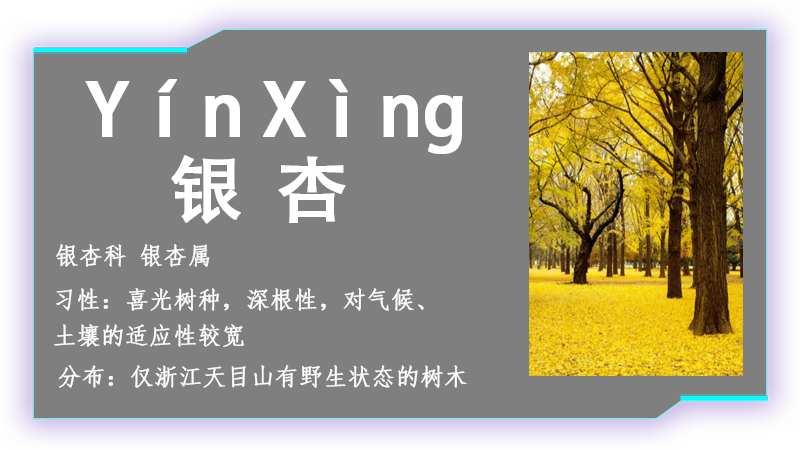 YínXìng
银 杏
银杏科 银杏属
习性：喜光树种，深根性，对气候、
土壤的适应性较宽
分布：仅浙江天目山有野生状态的树木